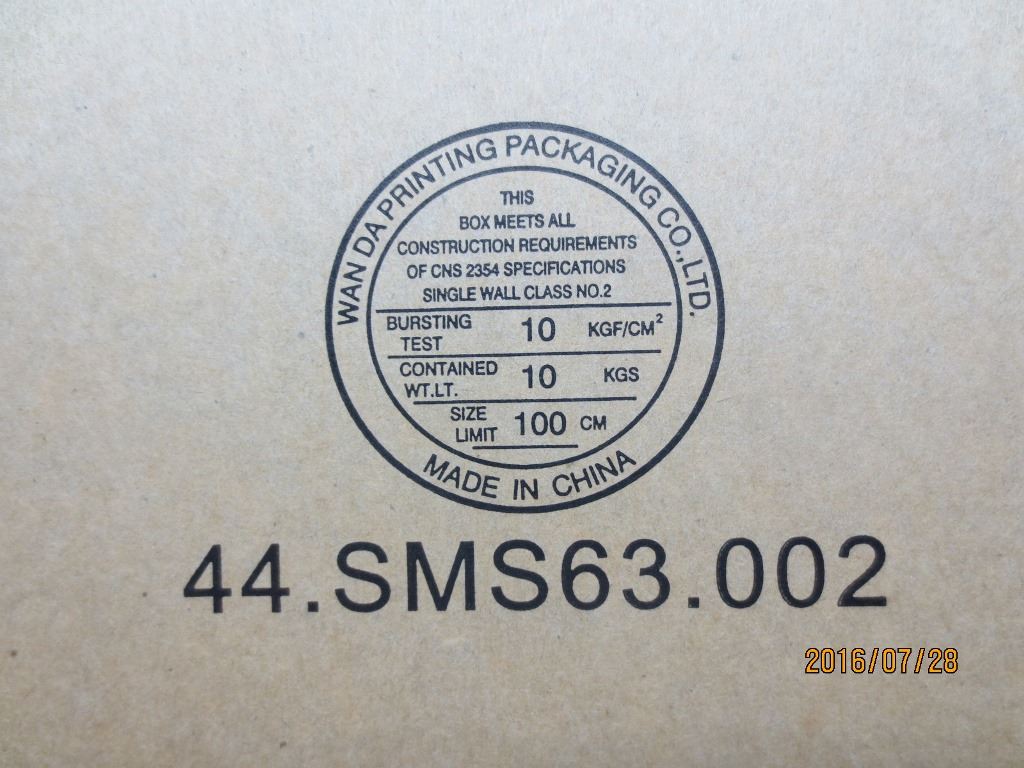 WAN DA PRINTING PACKAGING CO.,LTD.
THIS
BOX MEETS ALL
CONSTRUCTION REQUIREMENTS
OF CNS 2354 SPECIFICATIONS
SINGLE WALL CLASS NO.2
BURSTING TEST 10 KGF/CM²
CONTAINED WT.LT. 10 KGS
SIZE LIMIT 100 CM
MADE IN CHINA
44.SMS63.002
2016/07/28